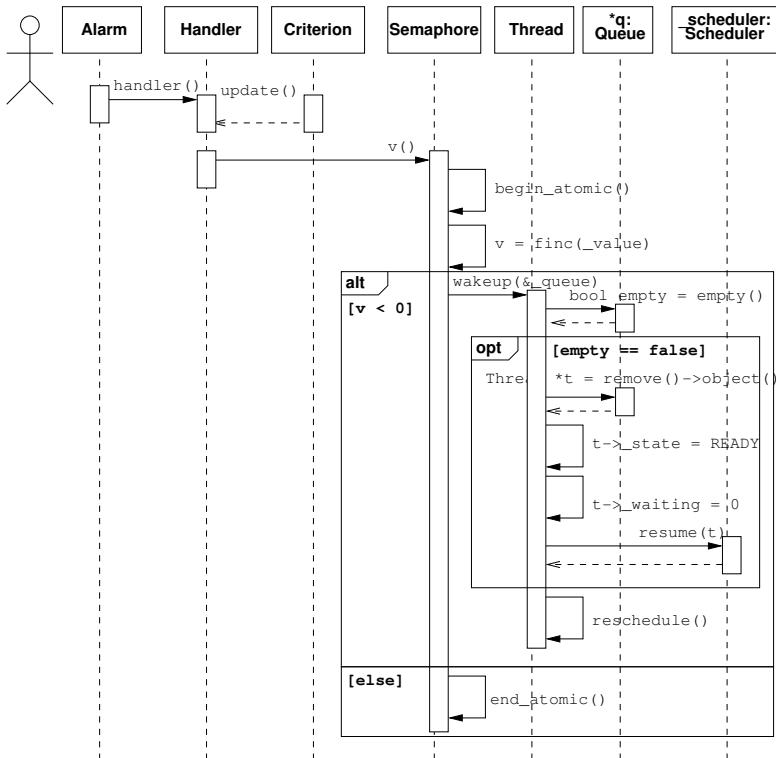 Alarm
Handler
Criterion
Semaphore
Thread
*q:
Queue
_scheduler:
Scheduler
handler()
update()
v()
begin_atomic()
v = finc(_value)
alt
wakeup(&_queue)
[v < 0]
bool empty = empty()
opt
[empty == false]
Thread *t = remove()->object()
t->_state = READY
t->_waiting = 0
resume(t)
reschedule()
[else]
end_atomic()